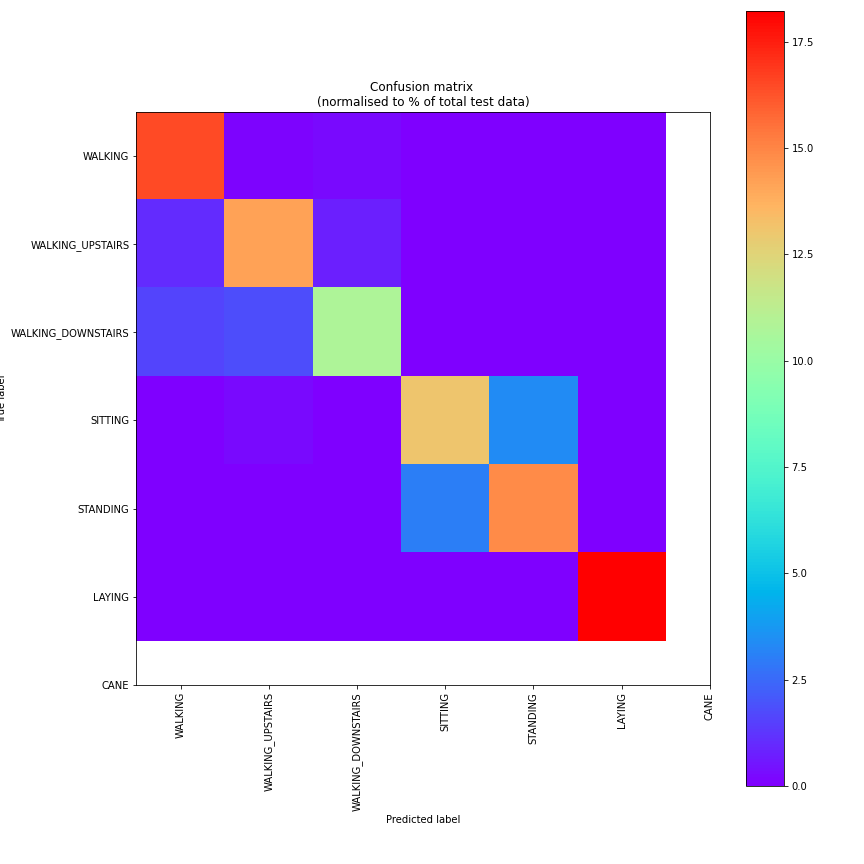 Confusion matrix
(normalised to % of total test data)
WALKING
WALKING_UPSTAIRS
WALKING_DOWNSTAIRS
SITTING
STANDING
LAYING
CANE
True label
WALKING
WALKING_UPSTAIRS
WALKING_DOWNSTAIRS
SITTING
STANDING
LAYING
CANE
Predicted label
17.5
15.0
12.5
10.0
7.5
5.0
2.5
0.0